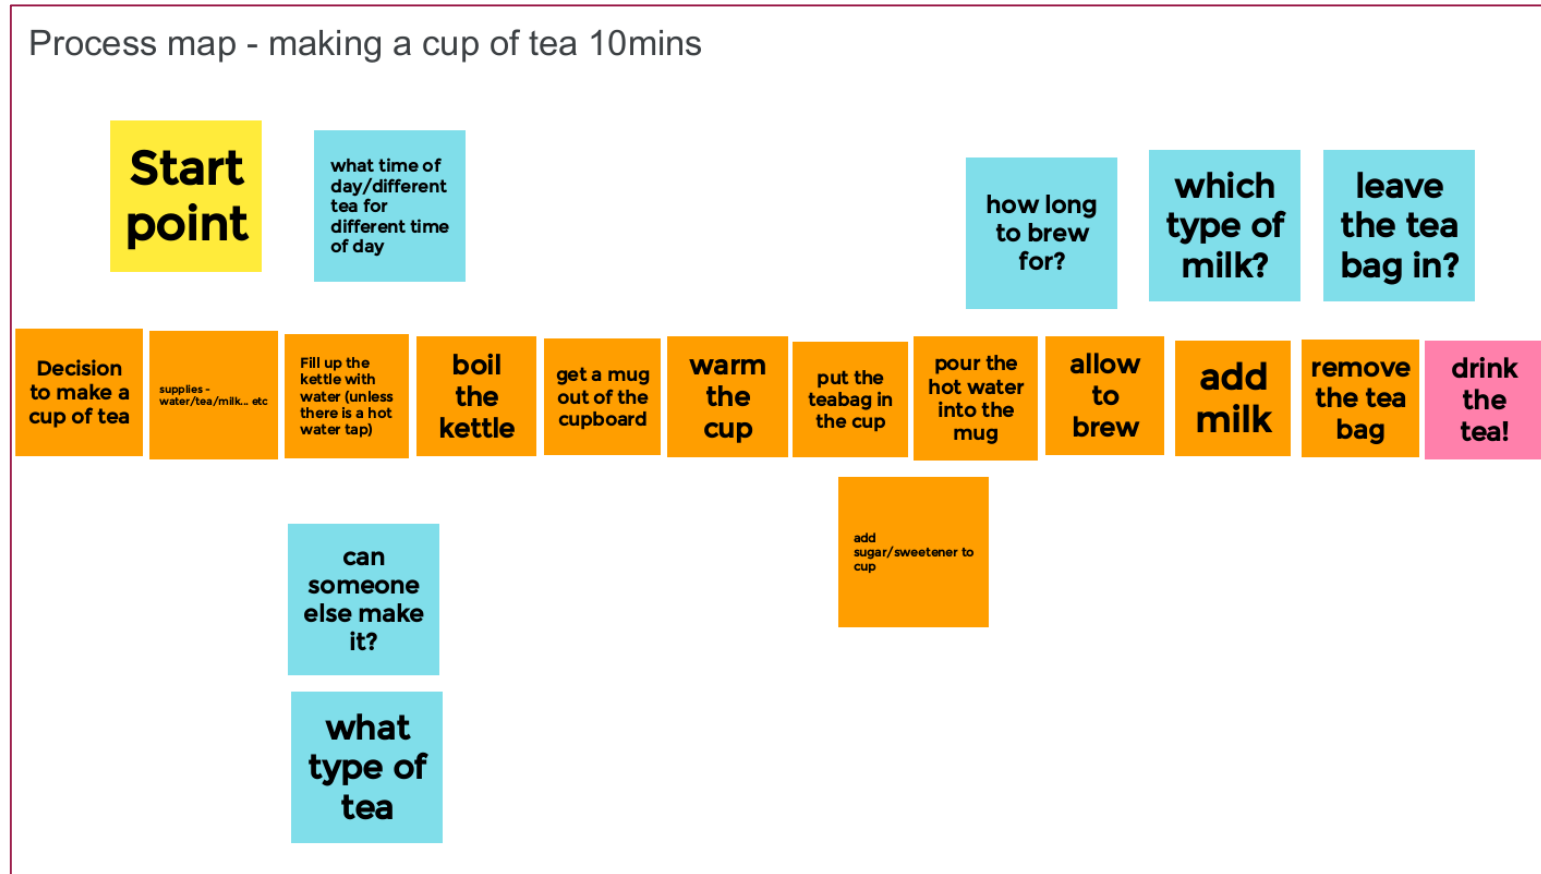 Process map - making a cup of tea 10mins
Start
point
what time of
day/different
tea for
different time
of day
how long
to brew
for?
which
type of
milk?
leave
the tea
bag in?
Decision
to make a
cup of tea
supplies -
water/tea/milk... etc
Fill up the
kettle with
water (unless
there is a hot
water tap)
boil
the
kettle
get a mug
out of the
cupboard
warm
the
cup
put the
teabag in
the cup
pour the
hot water
into the
mug
allow
to
brew
add
milk
remove
the tea
bag
drink
the
tea!
add
sugar/sweetener to
cup
can
someone
else make
it?
what
type of
tea